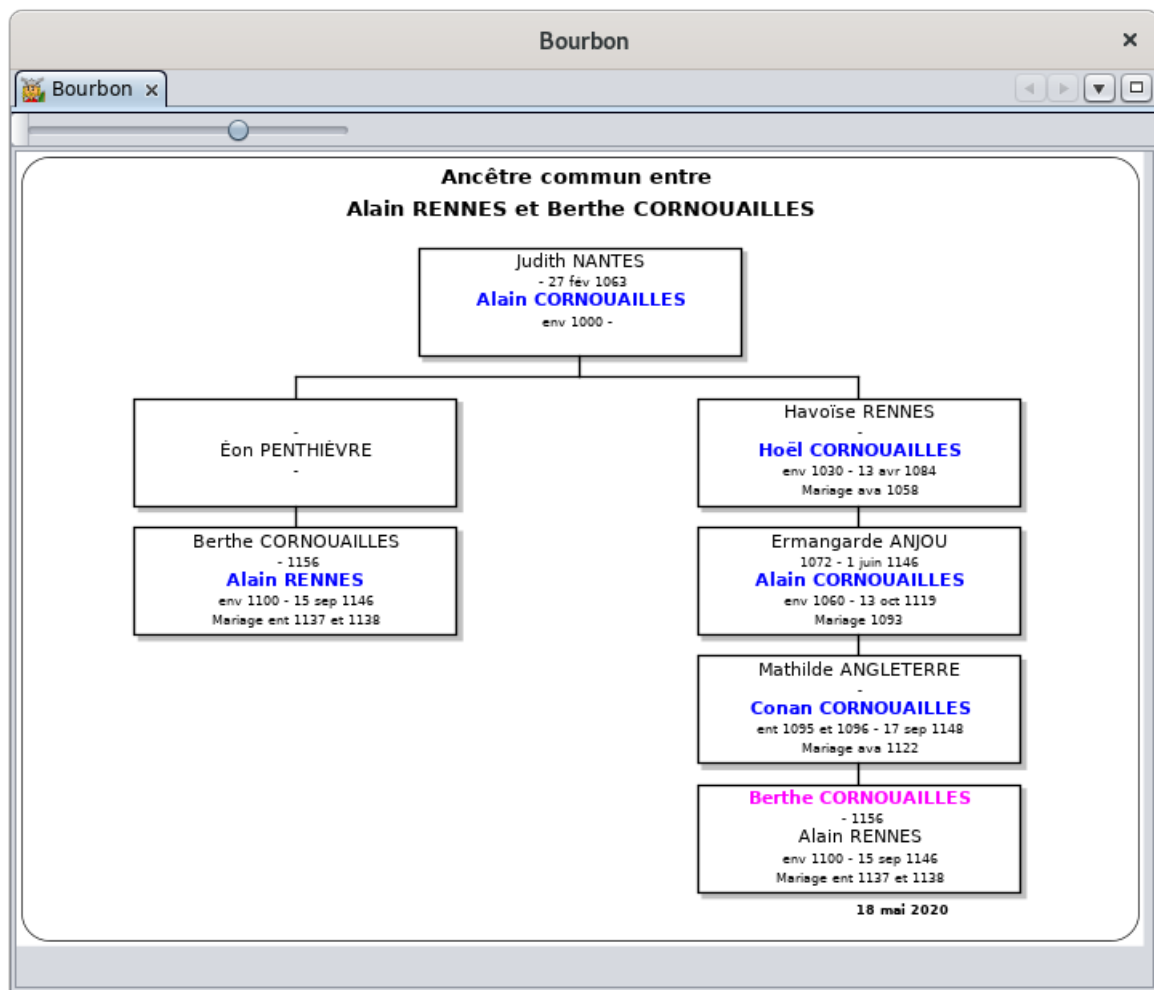 Bourbon
Bourbon
Ancêtre commun entre
Alain RENNES et Berthe CORNOUAILLES
Judith NANTES
- 27 fév 1063
Alain CORNOUAILLES
env 1000 -
-
Éon PENTHIÈVRE
-
Havoïse RENNES
-
Hoël CORNOUAILLES
env 1030 - 13 avr 1084
Mariage ava 1058
Berthe CORNOUAILLES
- 1156
Alain RENNES
env 1100 - 15 sep 1146
Mariage ent 1137 et 1138
Ermangarde ANJOU
1072 - 1 juin 1146
Alain CORNOUAILLES
env 1060 - 13 oct 1119
Mariage 1093
Mathilde ANGLETERRE
-
Conan CORNOUAILLES
ent 1095 et 1096 - 17 sep 1148
Mariage ava 1122
Berthe CORNOUAILLES
- 1156
Alain RENNES
env 1100 - 15 sep 1146
Mariage ent 1137 et 1138
18 mai 2020